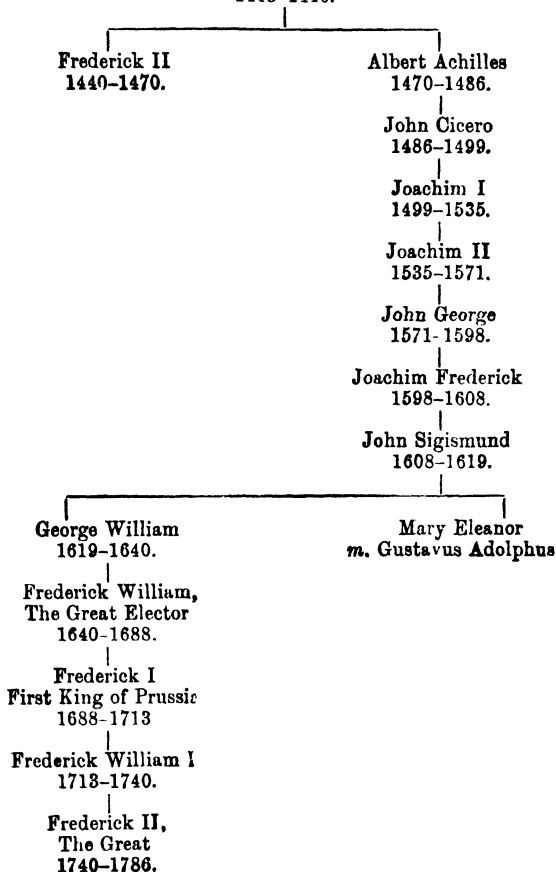 Frederick II
1440–1470.
Albert Achilles
1470–1486.
John Cicero
1486–1499.
Joachim I
1499–1535.
Joachim II
1535–1571.
John George
1571-1598.
Joachim Frederick
1598–1608.
John Sigismund
1608–1619.
George William
1619–1640.
Mary Eleanor
m. Gustavus Adolphus
Frederick William,
The Great Elector
1640-1688.
Frederick I
First King of Prussia
1688-1713
Frederick William I
1713–1740.
Frederick II,
The Great
1740–1786.